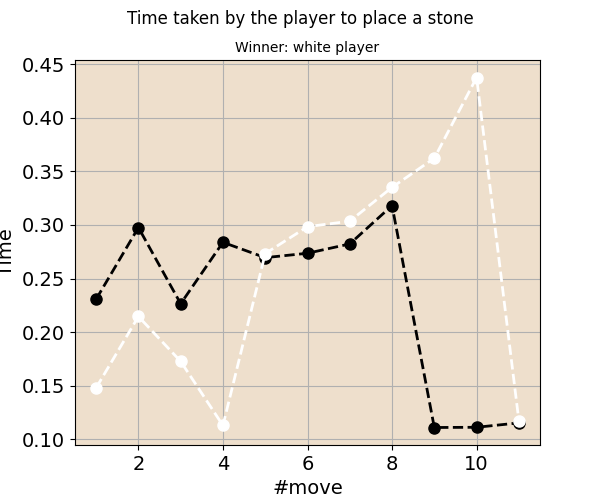 Time taken by the player to place a stone
Winner: white player
0.45
0.40
0.35
0.30
0.25
0.20
0.15
0.10
Time
2 4 6 8 10
#move